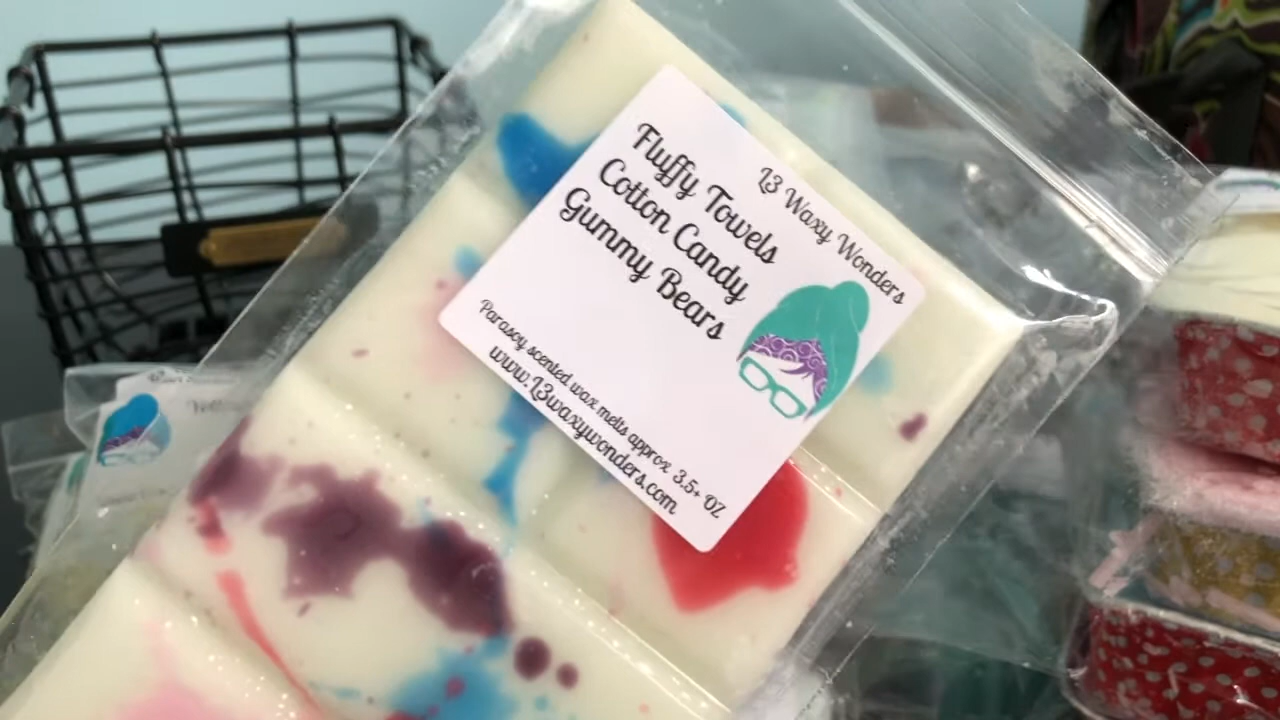 L3 Waxy Wonders
Fluffy Towels
Cotton Candy
Gummy Bears
Parasoy scented wax melts approx 3.5+ oz
www.L3waxywonders.com